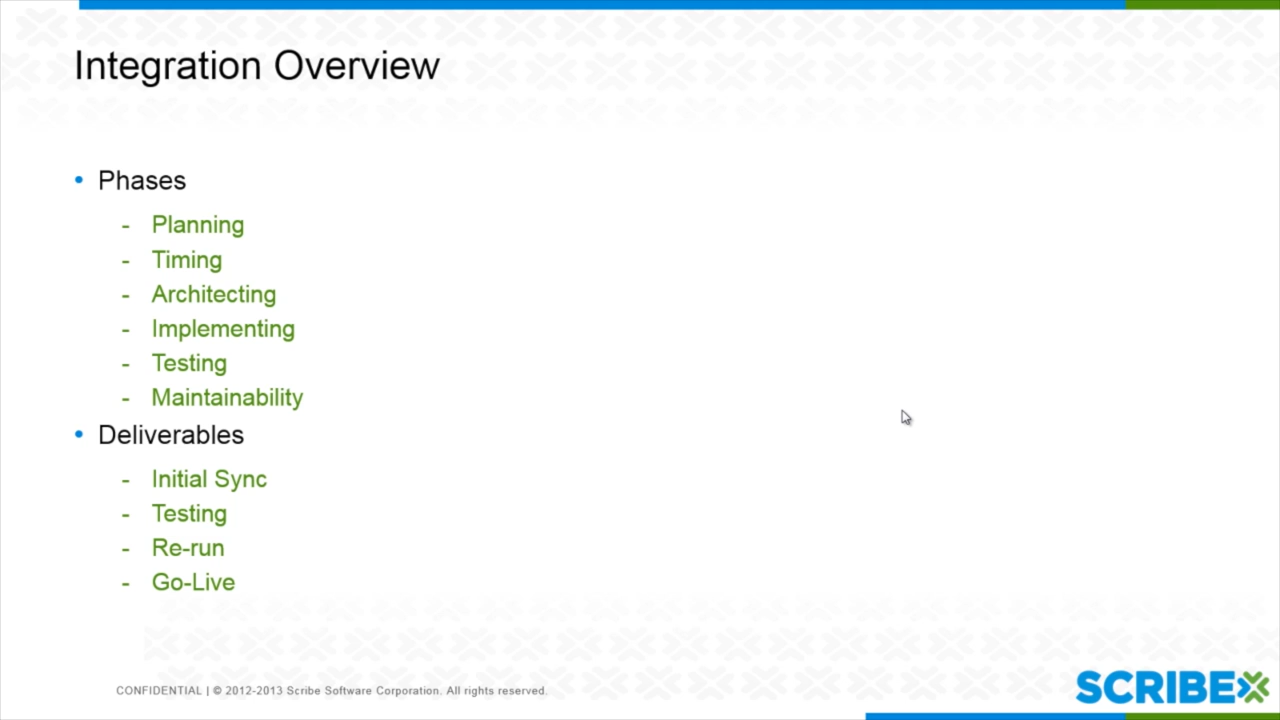 Integration Overview
• Phases
- Planning
- Timing
- Architecting
- Implementing
- Testing
- Maintainability
• Deliverables
- Initial Sync
- Testing
- Re-run
- Go-Live
CONFIDENTIAL | © 2012-2013 Scribe Software Corporation. All rights reserved.
SCRIBE